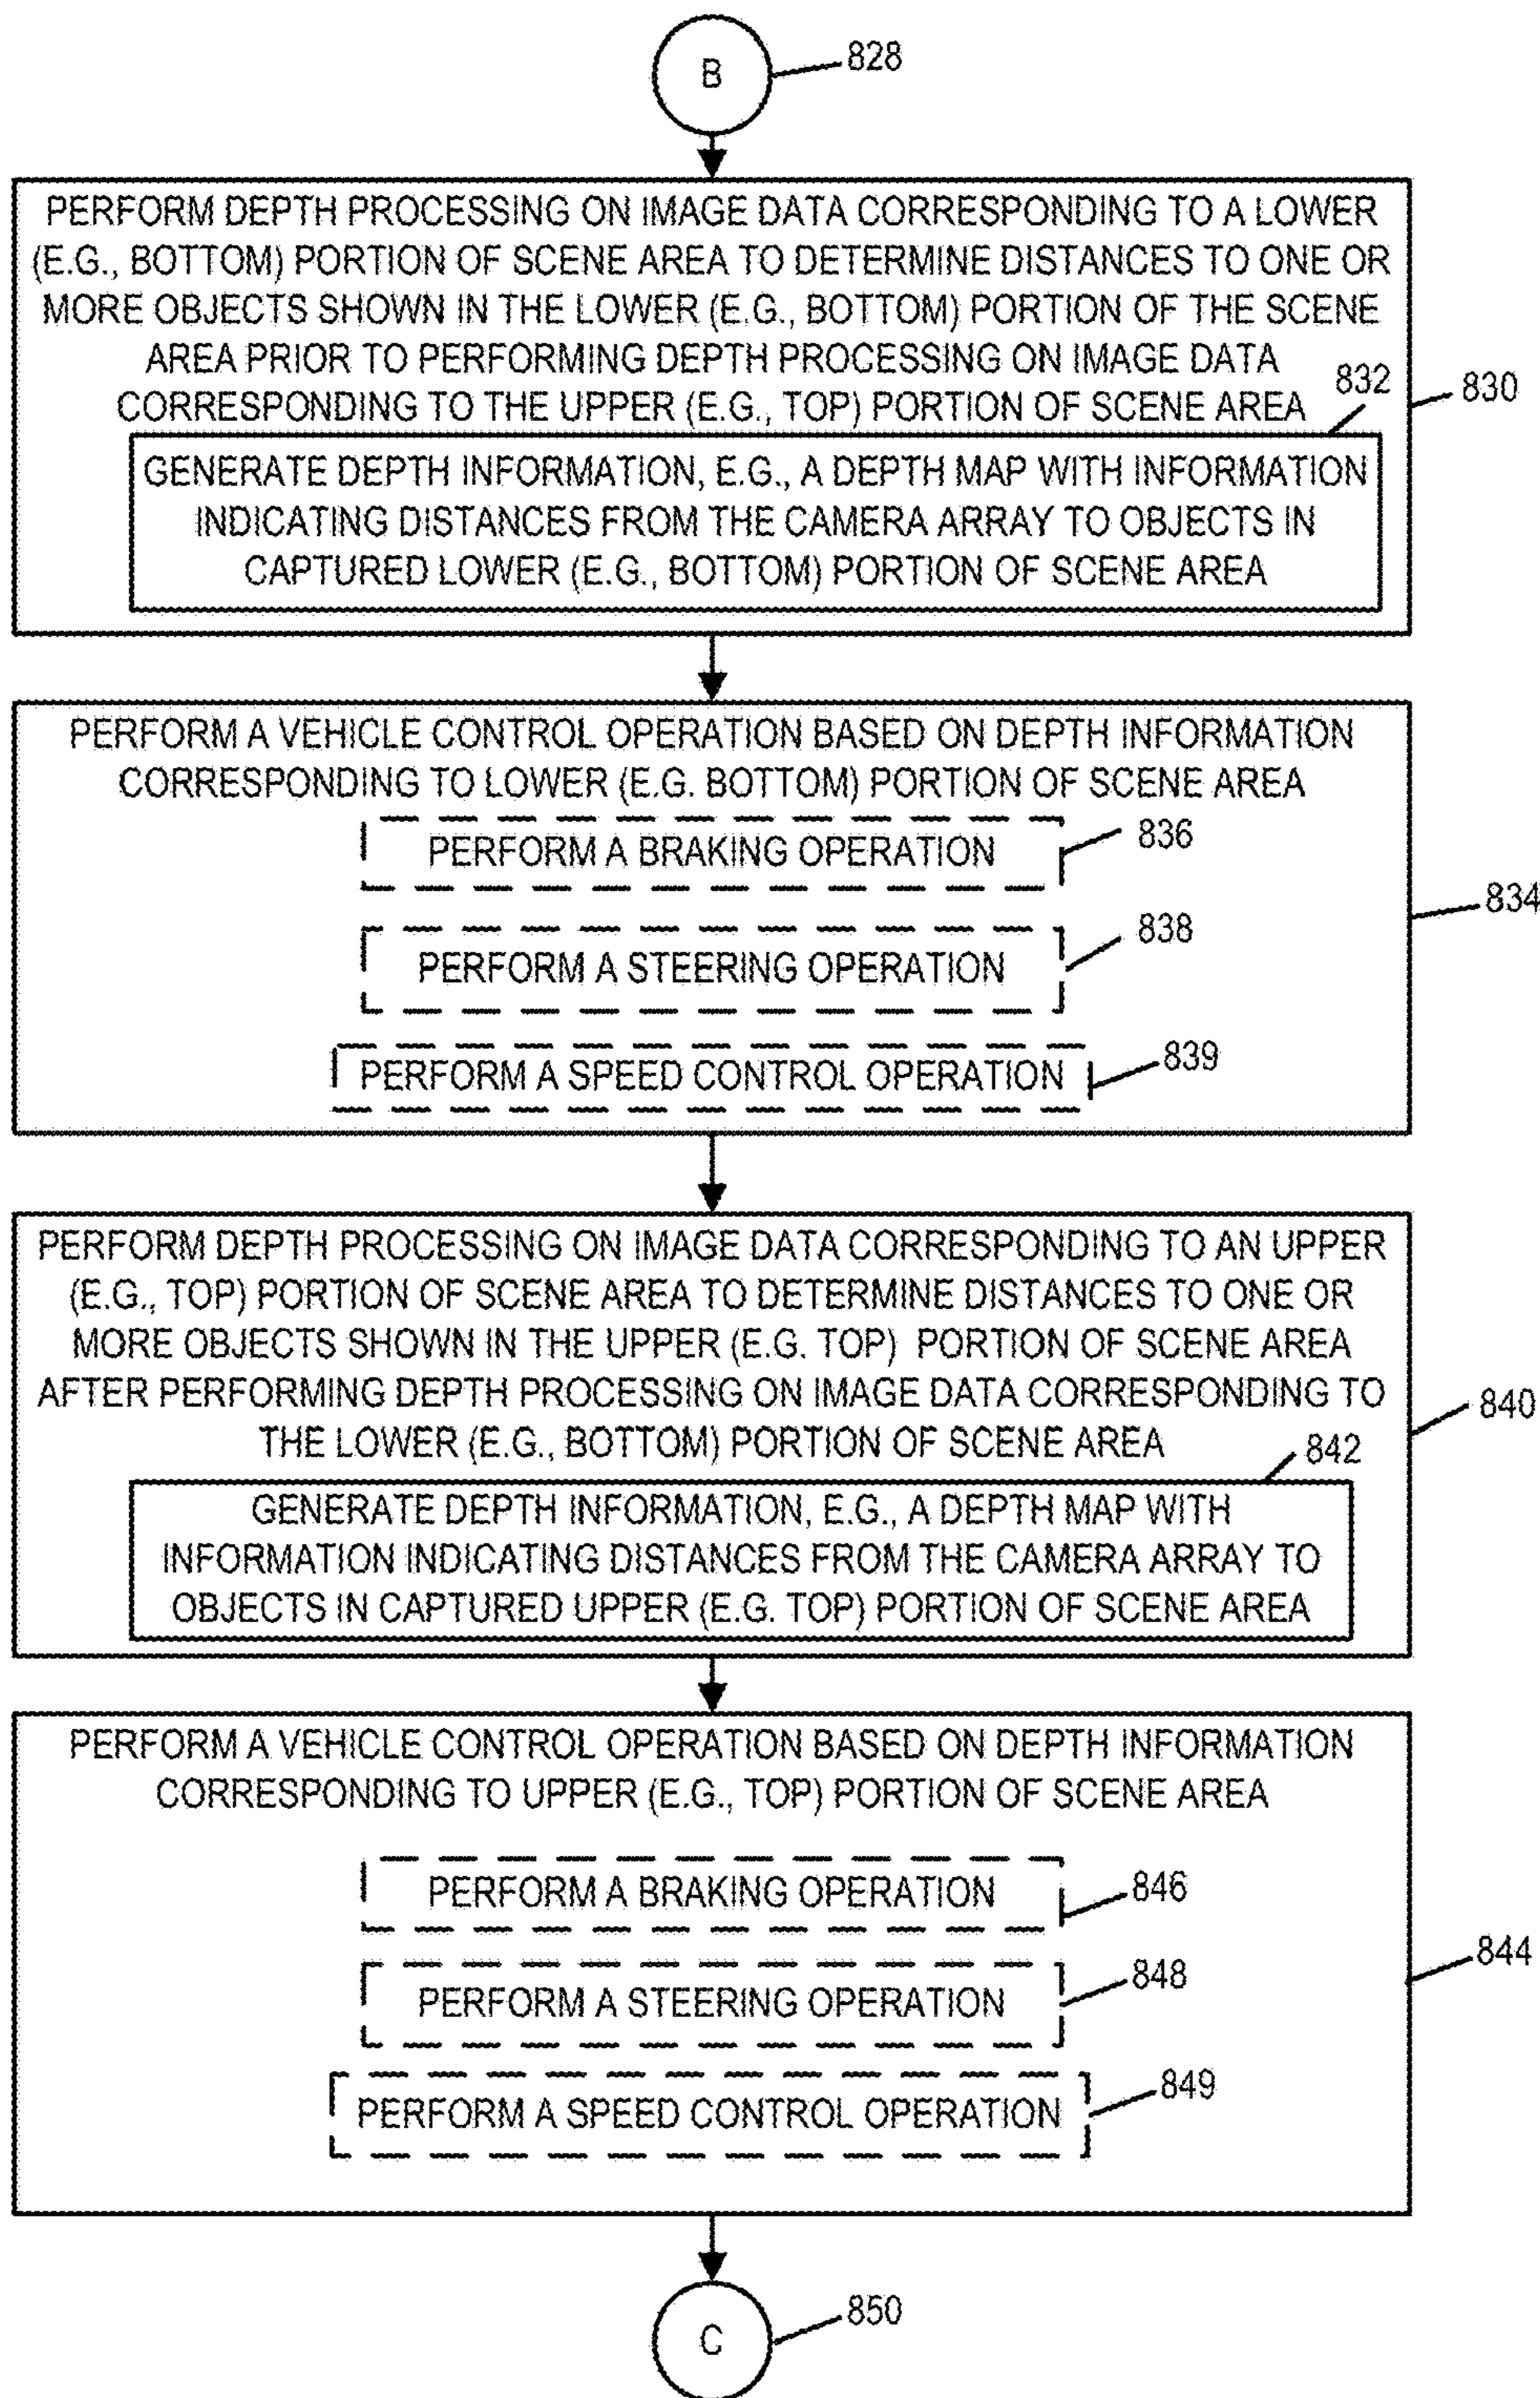 B
828
PERFORM DEPTH PROCESSING ON IMAGE DATA CORRESPONDING TO A LOWER
(E.G., BOTTOM) PORTION OF SCENE AREA TO DETERMINE DISTANCES TO ONE OR
MORE OBJECTS SHOWN IN THE LOWER (E.G., BOTTOM) PORTION OF THE SCENE
AREA PRIOR TO PERFORMING DEPTH PROCESSING ON IMAGE DATA
CORRESPONDING TO THE UPPER (E.G., TOP) PORTION OF SCENE AREA
832
830
GENERATE DEPTH INFORMATION, E.G., A DEPTH MAP WITH INFORMATION
INDICATING DISTANCES FROM THE CAMERA ARRAY TO OBJECTS IN
CAPTURED LOWER (E.G., BOTTOM) PORTION OF SCENE AREA
PERFORM A VEHICLE CONTROL OPERATION BASED ON DEPTH INFORMATION
CORRESPONDING TO LOWER (E.G. BOTTOM) PORTION OF SCENE AREA
PERFORM A BRAKING OPERATION
836
834
PERFORM A STEERING OPERATION
838
PERFORM A SPEED CONTROL OPERATION
839
PERFORM DEPTH PROCESSING ON IMAGE DATA CORRESPONDING TO AN UPPER
(E.G., TOP) PORTION OF SCENE AREA TO DETERMINE DISTANCES TO ONE OR
MORE OBJECTS SHOWN IN THE UPPER (E.G. TOP) PORTION OF SCENE AREA
AFTER PERFORMING DEPTH PROCESSING ON IMAGE DATA CORRESPONDING TO
THE LOWER (E.G., BOTTOM) PORTION OF SCENE AREA
840
842
GENERATE DEPTH INFORMATION, E.G., A DEPTH MAP WITH
INFORMATION INDICATING DISTANCES FROM THE CAMERA ARRAY TO
OBJECTS IN CAPTURED UPPER (E.G. TOP) PORTION OF SCENE AREA
PERFORM A VEHICLE CONTROL OPERATION BASED ON DEPTH INFORMATION
CORRESPONDING TO UPPER (E.G., TOP) PORTION OF SCENE AREA
PERFORM A BRAKING OPERATION
846
844
PERFORM A STEERING OPERATION
848
PERFORM A SPEED CONTROL OPERATION
849
C
850